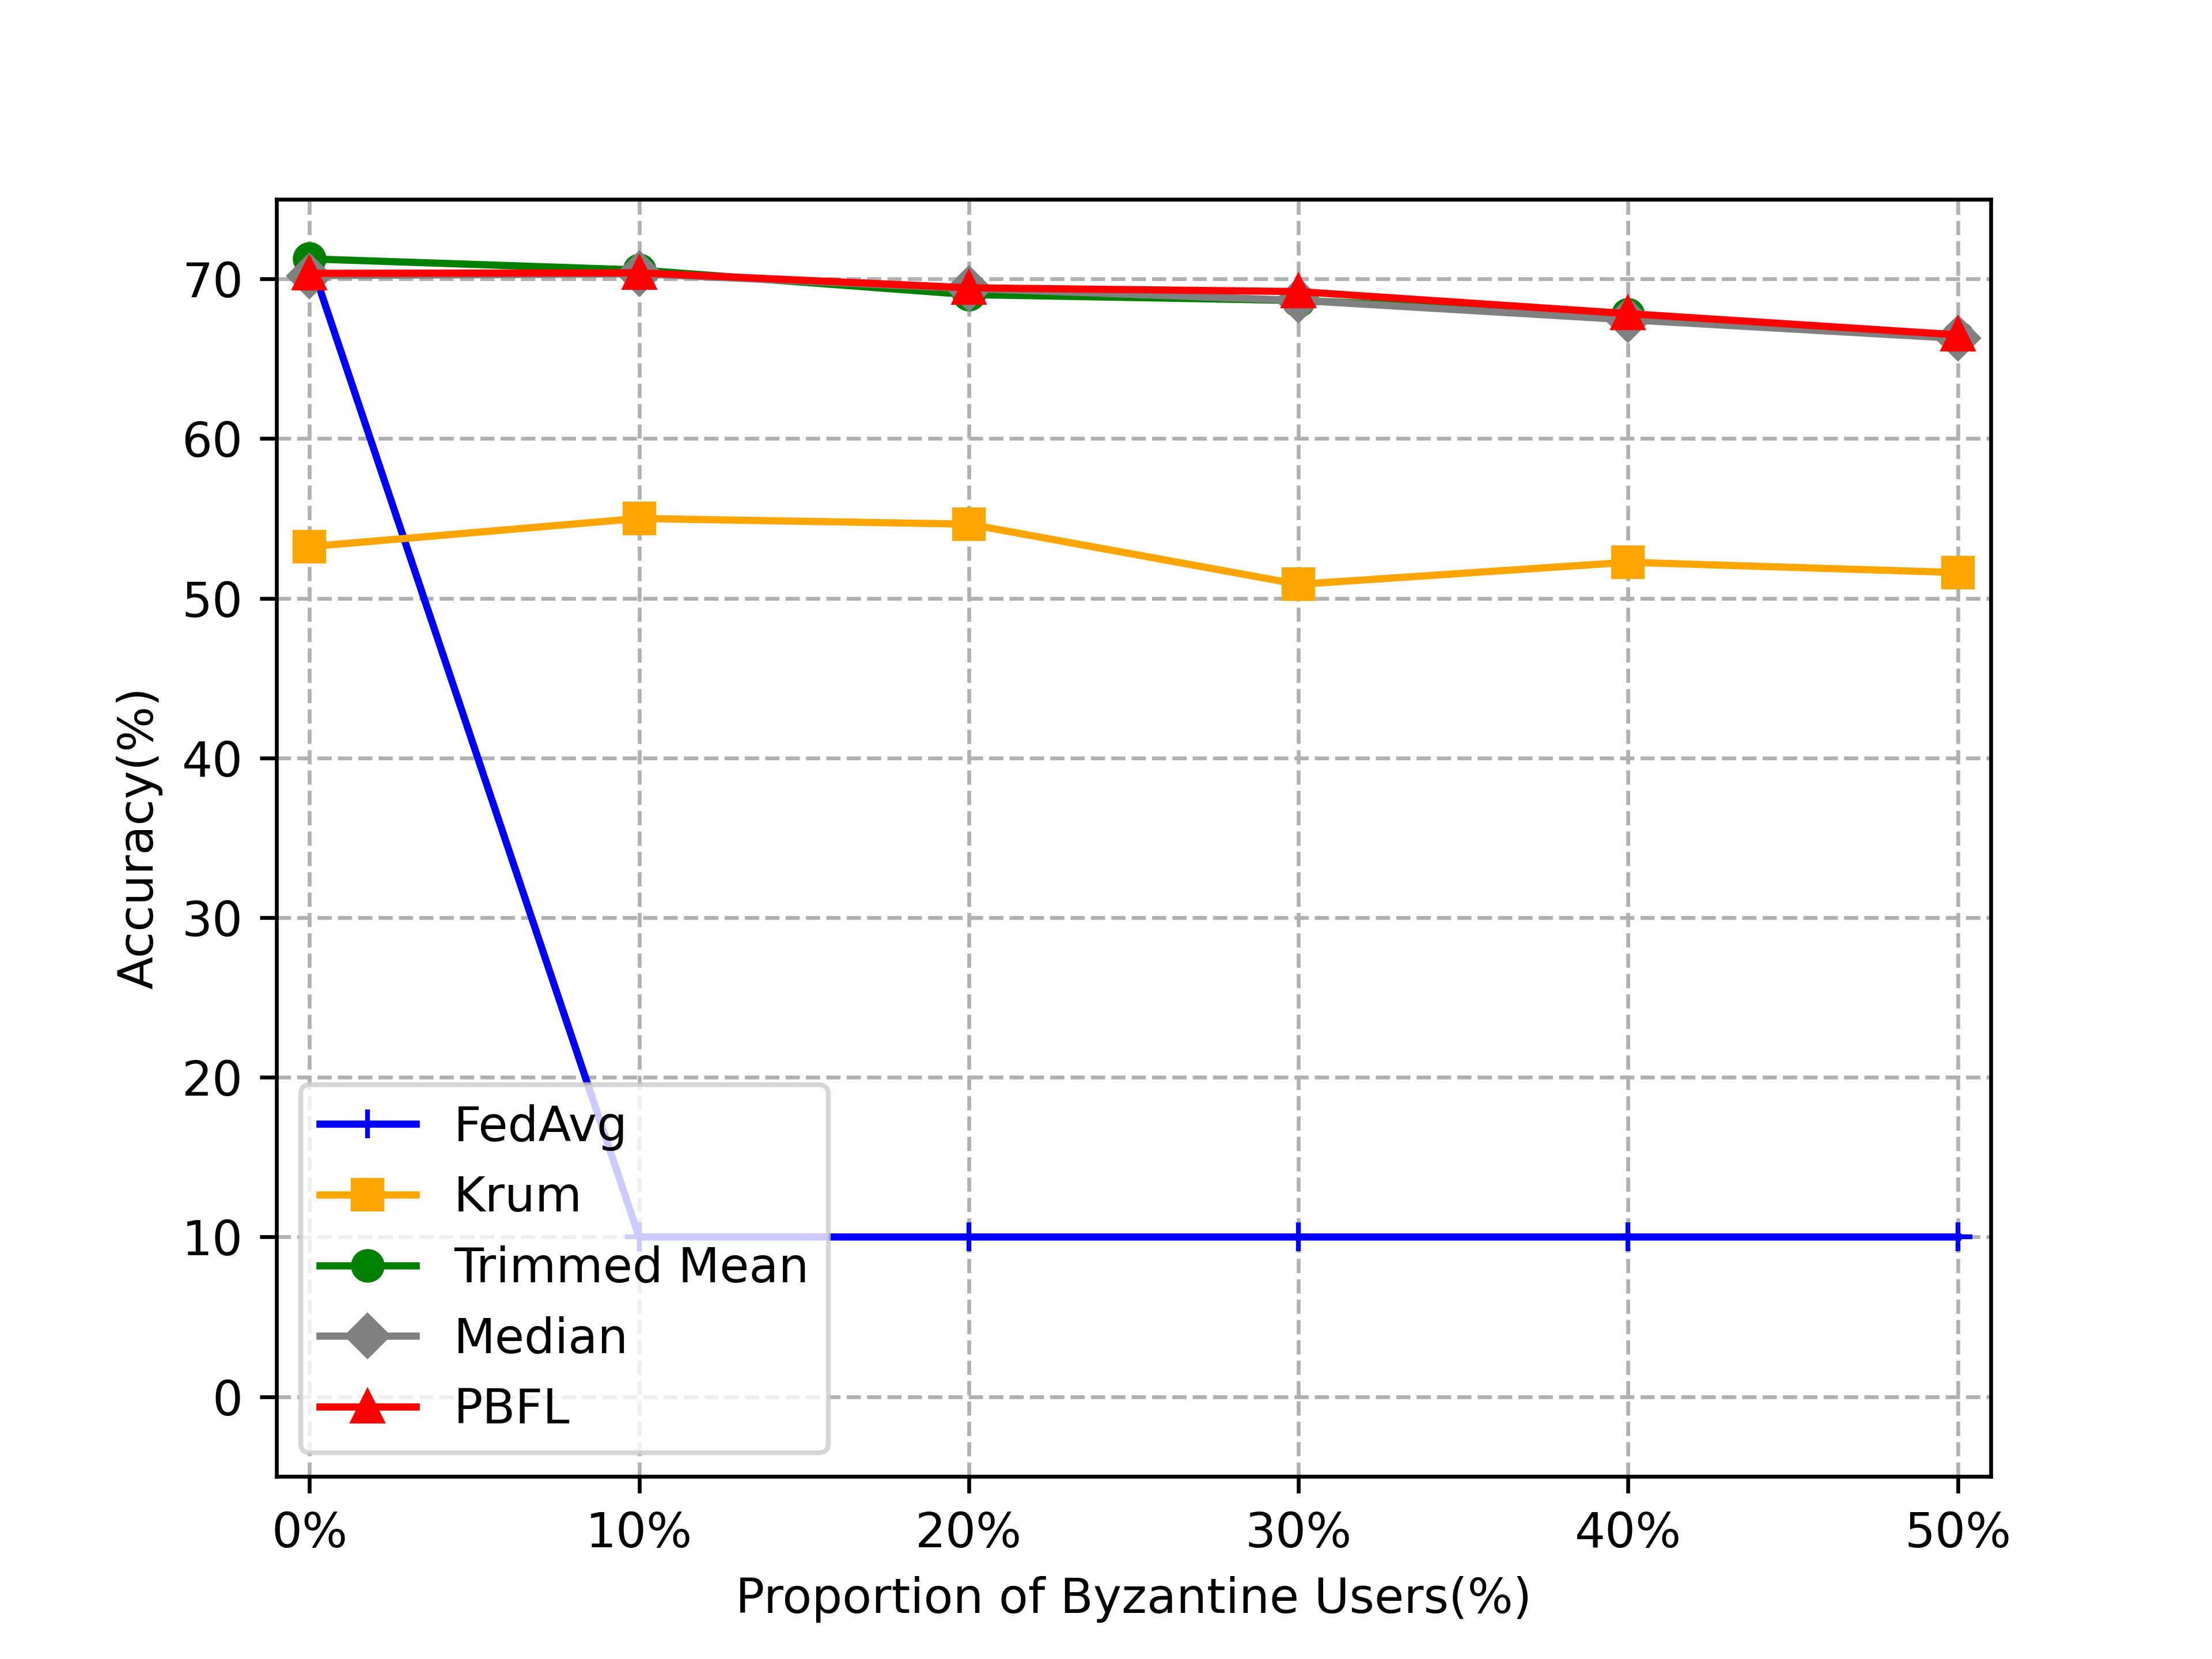 70
60
50
40
30
20
10
0
Accuracy(%)
FedAvg
Krum
Trimmed Mean
Median
PBFL
0% 10% 20% 30% 40% 50%
Proportion of Byzantine Users(%)